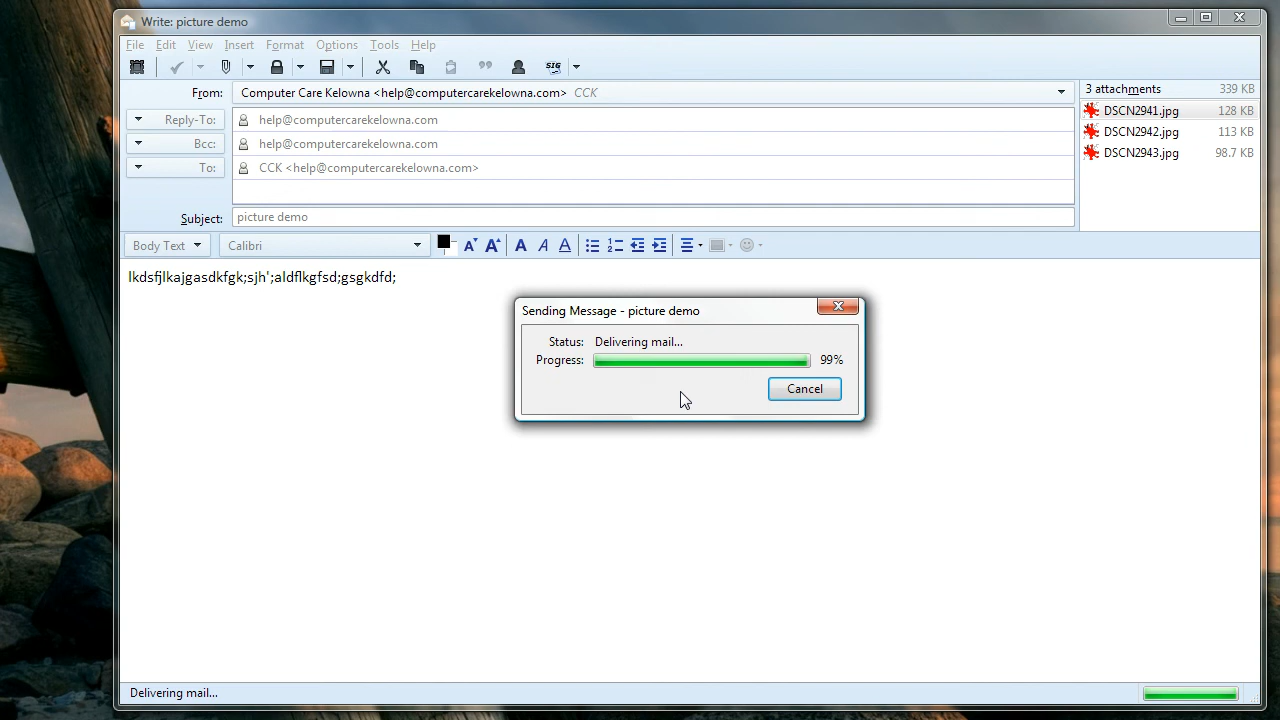 Write: picture demo
File Edit View Insert Format Options Tools Help
SIG
From: Computer Care Kelowna <help@computercarekelowna.com> CCK
3 attachments 339 KB
Reply-To: help@computercarekelowna.com
DSCN2941.jpg 128 KB
Bcc: help@computercarekelowna.com
DSCN2942.jpg 113 KB
To: CCK <help@computercarekelowna.com>
DSCN2943.jpg 98.7 KB
Subject: picture demo
Body Text Calibri
lkdsfjlkajgasdkfgk;sjh';aldflkgfsd;gsgkdfd;
Sending Message - picture demo
Status: Delivering mail...
Progress: 99%
Cancel
Delivering mail...